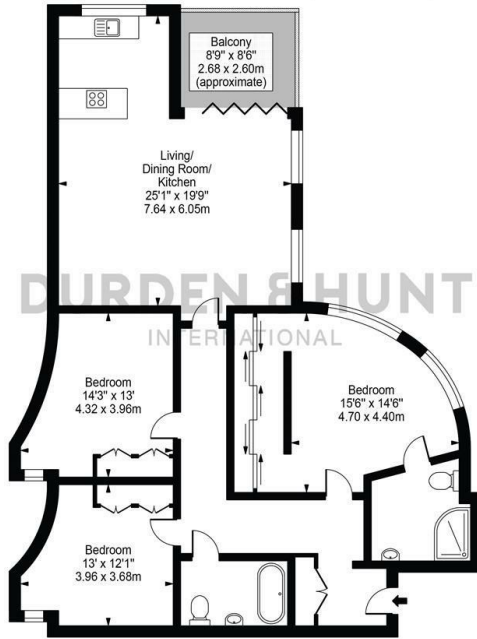 Balcony
8'9" x 8'6"
2.68 x 2.60m
(approximate)
Living/
Dining Room/
Kitchen
25'1" x 19'9"
7.64 x 6.05m
DURDEN & HUNT
INTERNATIONAL
Bedroom
14'3" x 13'
4.32 x 3.96m
Bedroom
15'6" x 14'6"
4.70 x 4.40m
Bedroom
13' x 12'1"
3.96 x 3.68m